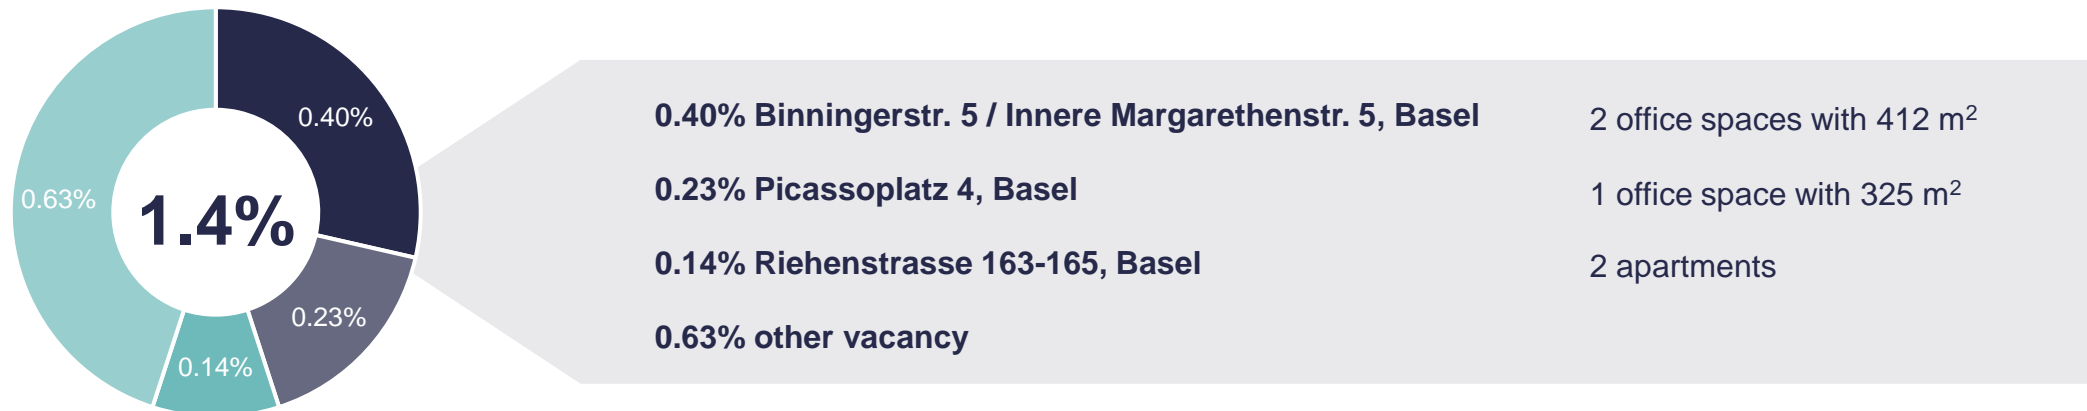 0.40%
0.63%
1.4%
0.23%
0.14%
0.40% Binningerstr. 5 / Innere Margarethenstr. 5, Basel 2 office spaces with 412 m²
0.23% Picassoplatz 4, Basel 1 office space with 325 m²
0.14% Riehenstrasse 163-165, Basel 2 apartments
0.63% other vacancy